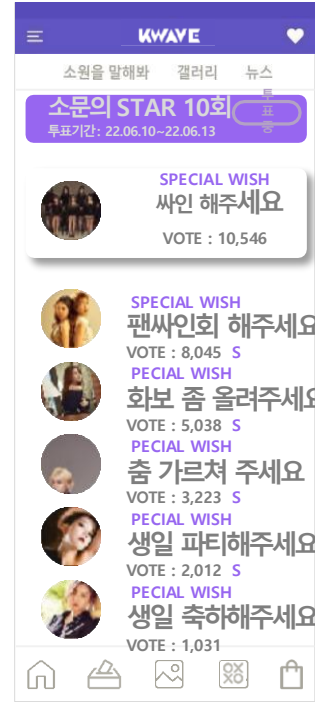 KWAVE
소원을 말해봐 갤러리 뉴스
소문의 STAR 10회
투표중
투표기간: 22.06.10~22.06.13
SPECIAL WISH
싸인 해주세요
VOTE : 10,546
SPECIAL WISH
팬싸인회 해주세요
VOTE : 8,045 S
PECIAL WISH
화보 좀 올려주세요
VOTE : 5,038 S
PECIAL WISH
춤 가르쳐 주세요
VOTE : 3,223 S
PECIAL WISH
생일 파티해주세요
VOTE : 2,012 S
PECIAL WISH
생일 축하해주세요
VOTE : 1,031
OXXO